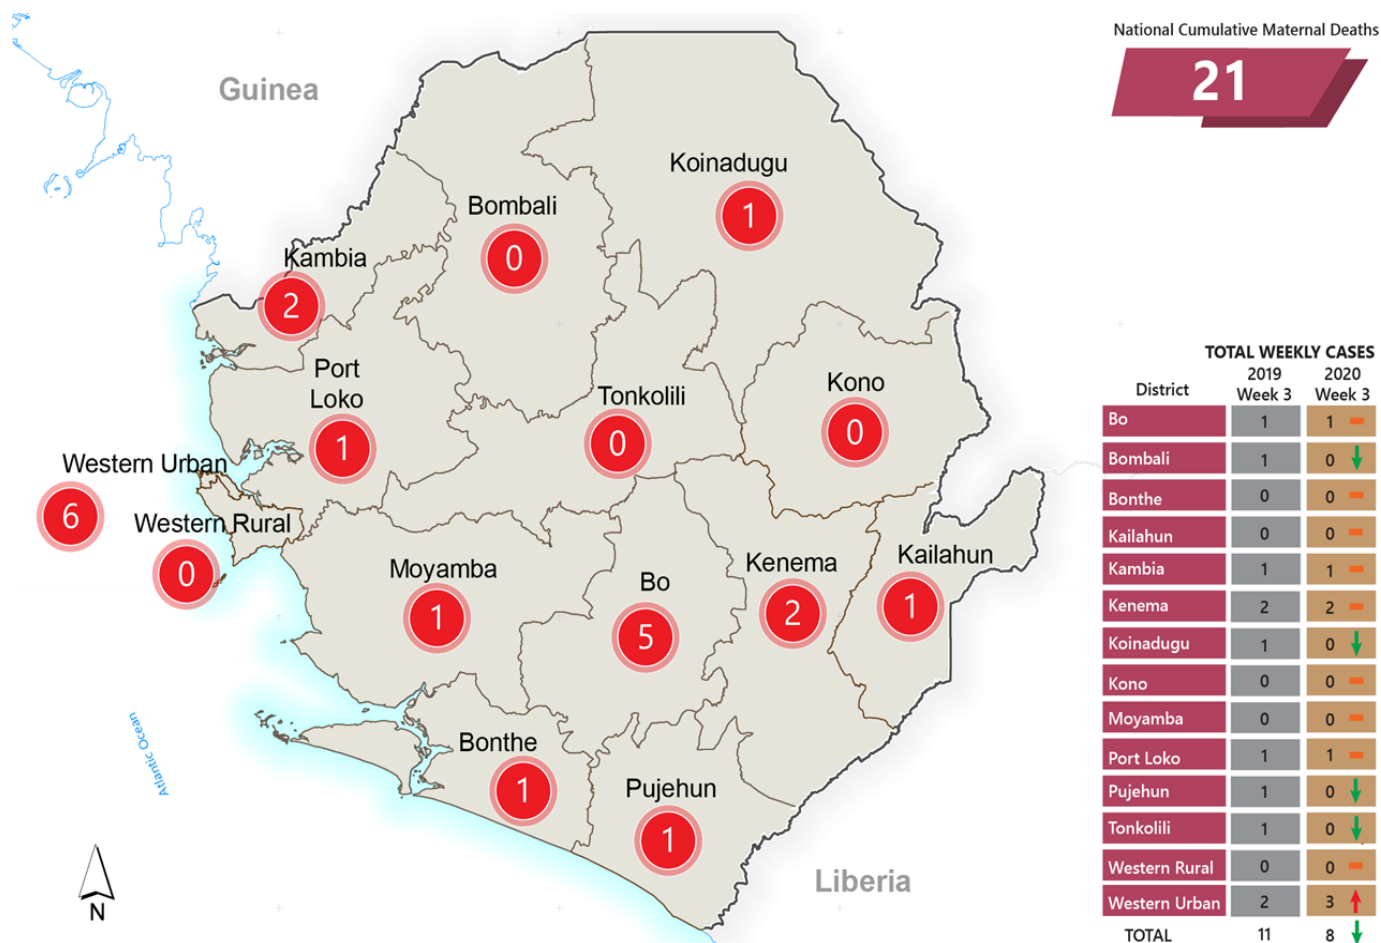 National Cumulative Maternal Deaths
21
Guinea
Koinadugu
1
Bombali
0
Kambia
2
Port
Loko
1
Tonkolili
0
Kono
0
Western Urban
6
Western Rural
0
Moyamba
1
Bo
5
Kenema
2
Kailahun
1
Bonthe
1
Pujehun
1
Atlantic Ocean
Liberia
N
TOTAL WEEKLY CASES
District 2019 Week 3 2020 Week 3
Bo 1 1
Bombali 1 0
Bonthe 0 0
Kailahun 0 0
Kambia 1 1
Kenema 2 2
Koinadugu 1 0
Kono 0 0
Moyamba 0 0
Port Loko 1 1
Pujehun 1 0
Tonkolili 1 0
Western Rural 0 0
Western Urban 2 3
TOTAL 11 8